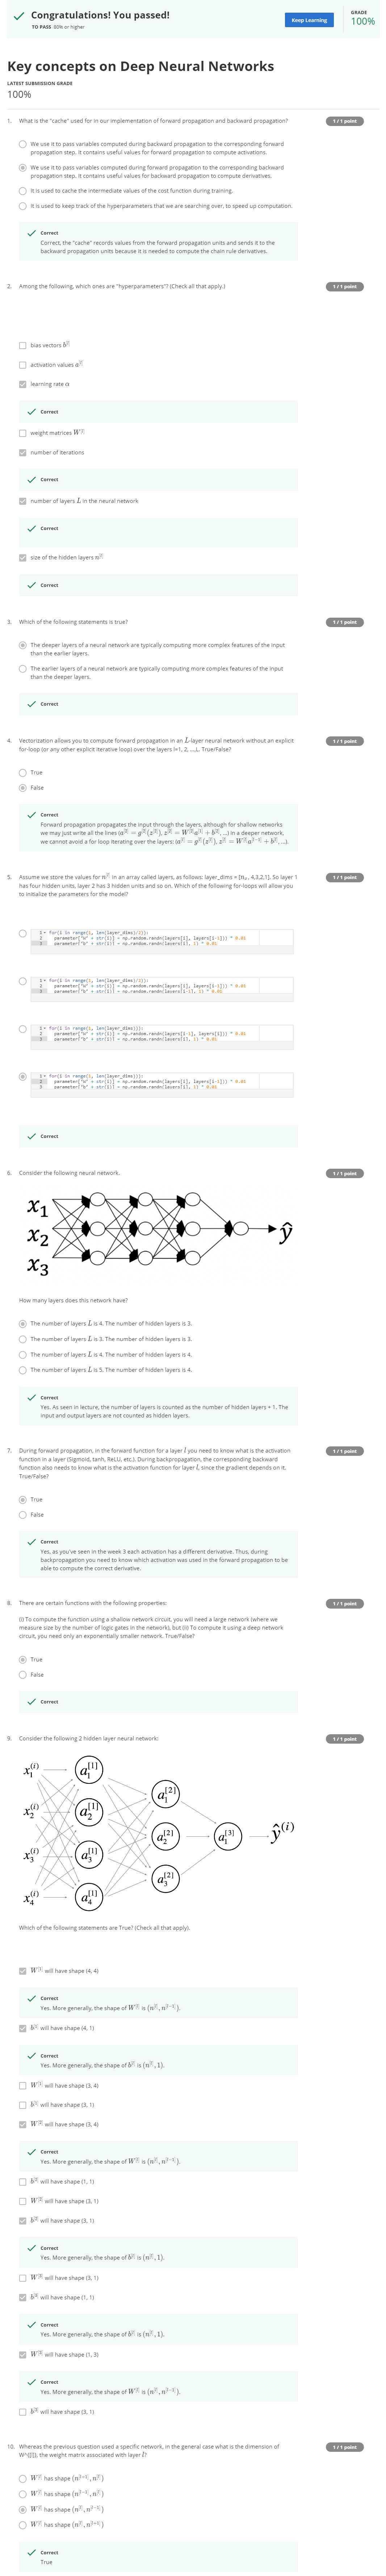 Congratulations! You passed!
TO PASS 80% or higher
Keep Learning
GRADE
100%
Key concepts on Deep Neural Networks
LATEST SUBMISSION GRADE
100%
1. What is the "cache" used for in our implementation of forward propagation and backward propagation?
1 / 1 point
We use it to pass variables computed during backward propagation to the corresponding forward
propagation step. It contains useful values for forward propagation to compute activations.
We use it to pass variables computed during forward propagation to the corresponding backward
propagation step. It contains useful values for backward propagation to compute derivatives.
It is used to cache the intermediate values of the cost function during training.
It is used to keep track of the hyperparameters that we are searching over, to speed up computation.
Correct
Correct, the "cache" records values from the forward propagation units and sends it to the
backward propagation units because it is needed to compute the chain rule derivatives.
2. Among the following, which ones are "hyperparameters"? (Check all that apply.)
1 / 1 point
bias vectors b^[l]
activation values a^[l]
learning rate α
Correct
weight matrices W^[l]
number of iterations
Correct
number of layers L in the neural network
Correct
size of the hidden layers n^[l]
Correct
3. Which of the following statements is true?
1 / 1 point
The deeper layers of a neural network are typically computing more complex features of the input
than the earlier layers.
The earlier layers of a neural network are typically computing more complex features of the input
than the deeper layers.
Correct
4. Vectorization allows you to compute forward propagation in an L-layer neural network without an explicit
for-loop (or any other explicit iterative loop) over the layers l=1, 2, ...,L. True/False?
1 / 1 point
True
False
Correct
Forward propagation propagates the input through the layers, although for shallow networks
we may just write all the lines (a^[2] = g^[2](z^[2]), z^[2] = W^[2]a^[1] + b^[2], ...) in a deeper network,
we cannot avoid a for loop iterating over the layers: (a^[l] = g^[l](z^[l]), z^[l] = W^[l]a^[l−1] + b^[l], ...).
5. Assume we store the values for n^[l] in an array called layers, as follows: layer_dims = [n_x, 4,3,2,1]. So layer 1
has four hidden units, layer 2 has 3 hidden units and so on. Which of the following for-loops will allow you
to initialize the parameters for the model?
1 / 1 point
1 for(i in range(1, len(layer_dims)/2)):
2 parameter['W' + str(i)] = np.random.randn(layers[i], layers[i-1])) * 0.01
3 parameter['b' + str(i)] = np.random.randn(layers[i], 1) * 0.01
1 for(i in range(1, len(layer_dims)/2)):
2 parameter['W' + str(i)] = np.random.randn(layers[i], layers[i-1])) * 0.01
3 parameter['b' + str(i)] = np.random.randn(layers[i-1], 1) * 0.01
1 for(i in range(1, len(layer_dims))):
2 parameter['W' + str(i)] = np.random.randn(layers[i-1], layers[i])) * 0.01
3 parameter['b' + str(i)] = np.random.randn(layers[i], 1) * 0.01
1 for(i in range(1, len(layer_dims))):
2 parameter['W' + str(i)] = np.random.randn(layers[i], layers[i-1])) * 0.01
3 parameter['b' + str(i)] = np.random.randn(layers[i], 1) * 0.01
Correct
6. Consider the following neural network.
1 / 1 point
x1
x2
x3
ŷ
How many layers does this network have?
The number of layers L is 4. The number of hidden layers is 3.
The number of layers L is 3. The number of hidden layers is 3.
The number of layers L is 4. The number of hidden layers is 4.
The number of layers L is 5. The number of hidden layers is 4.
Correct
Yes. As seen in lecture, the number of layers is counted as the number of hidden layers + 1. The
input and output layers are not counted as hidden layers.
7. During forward propagation, in the forward function for a layer l you need to know what is the activation
function in a layer (Sigmoid, tanh, ReLU, etc.). During backpropagation, the corresponding backward
function also needs to know what is the activation function for layer l, since the gradient depends on it.
True/False?
1 / 1 point
True
False
Correct
Yes, as you've seen in the week 3 each activation has a different derivative. Thus, during
backpropagation you need to know which activation was used in the forward propagation to be
able to compute the correct derivative.
8. There are certain functions with the following properties:
1 / 1 point
(i) To compute the function using a shallow network circuit, you will need a large network (where we
measure size by the number of logic gates in the network), but (ii) To compute it using a deep network
circuit, you need only an exponentially smaller network. True/False?
True
False
Correct
9. Consider the following 2 hidden layer neural network:
1 / 1 point
x1^(i)
x2^(i)
x3^(i)
x4^(i)
a1^[1]
a2^[1]
a3^[1]
a4^[1]
a1^[2]
a2^[2]
a3^[2]
a1^[3]
ŷ^(i)
Which of the following statements are True? (Check all that apply).
W^[1] will have shape (4, 4)
Correct
Yes. More generally, the shape of W^[l] is (n^[l], n^[l−1]).
b^[1] will have shape (4, 1)
Correct
Yes. More generally, the shape of b^[l] is (n^[l], 1).
W^[1] will have shape (3, 4)
b^[1] will have shape (3, 1)
W^[2] will have shape (3, 4)
Correct
Yes. More generally, the shape of W^[l] is (n^[l], n^[l−1]).
b^[2] will have shape (1, 1)
W^[2] will have shape (3, 1)
b^[2] will have shape (3, 1)
Correct
Yes. More generally, the shape of b^[l] is (n^[l], 1).
W^[3] will have shape (3, 1)
b^[3] will have shape (1, 1)
Correct
Yes. More generally, the shape of b^[l] is (n^[l], 1).
W^[3] will have shape (1, 3)
Correct
Yes. More generally, the shape of W^[l] is (n^[l], n^[l−1]).
b^[3] will have shape (3, 1)
10. Whereas the previous question used a specific network, in the general case what is the dimension of
W^{[l]}, the weight matrix associated with layer l?
1 / 1 point
W^[l] has shape (n^[l+1], n^[l])
W^[l] has shape (n^[l−1], n^[l])
W^[l] has shape (n^[l], n^[l−1])
W^[l] has shape (n^[l], n^[l+1])
Correct
True